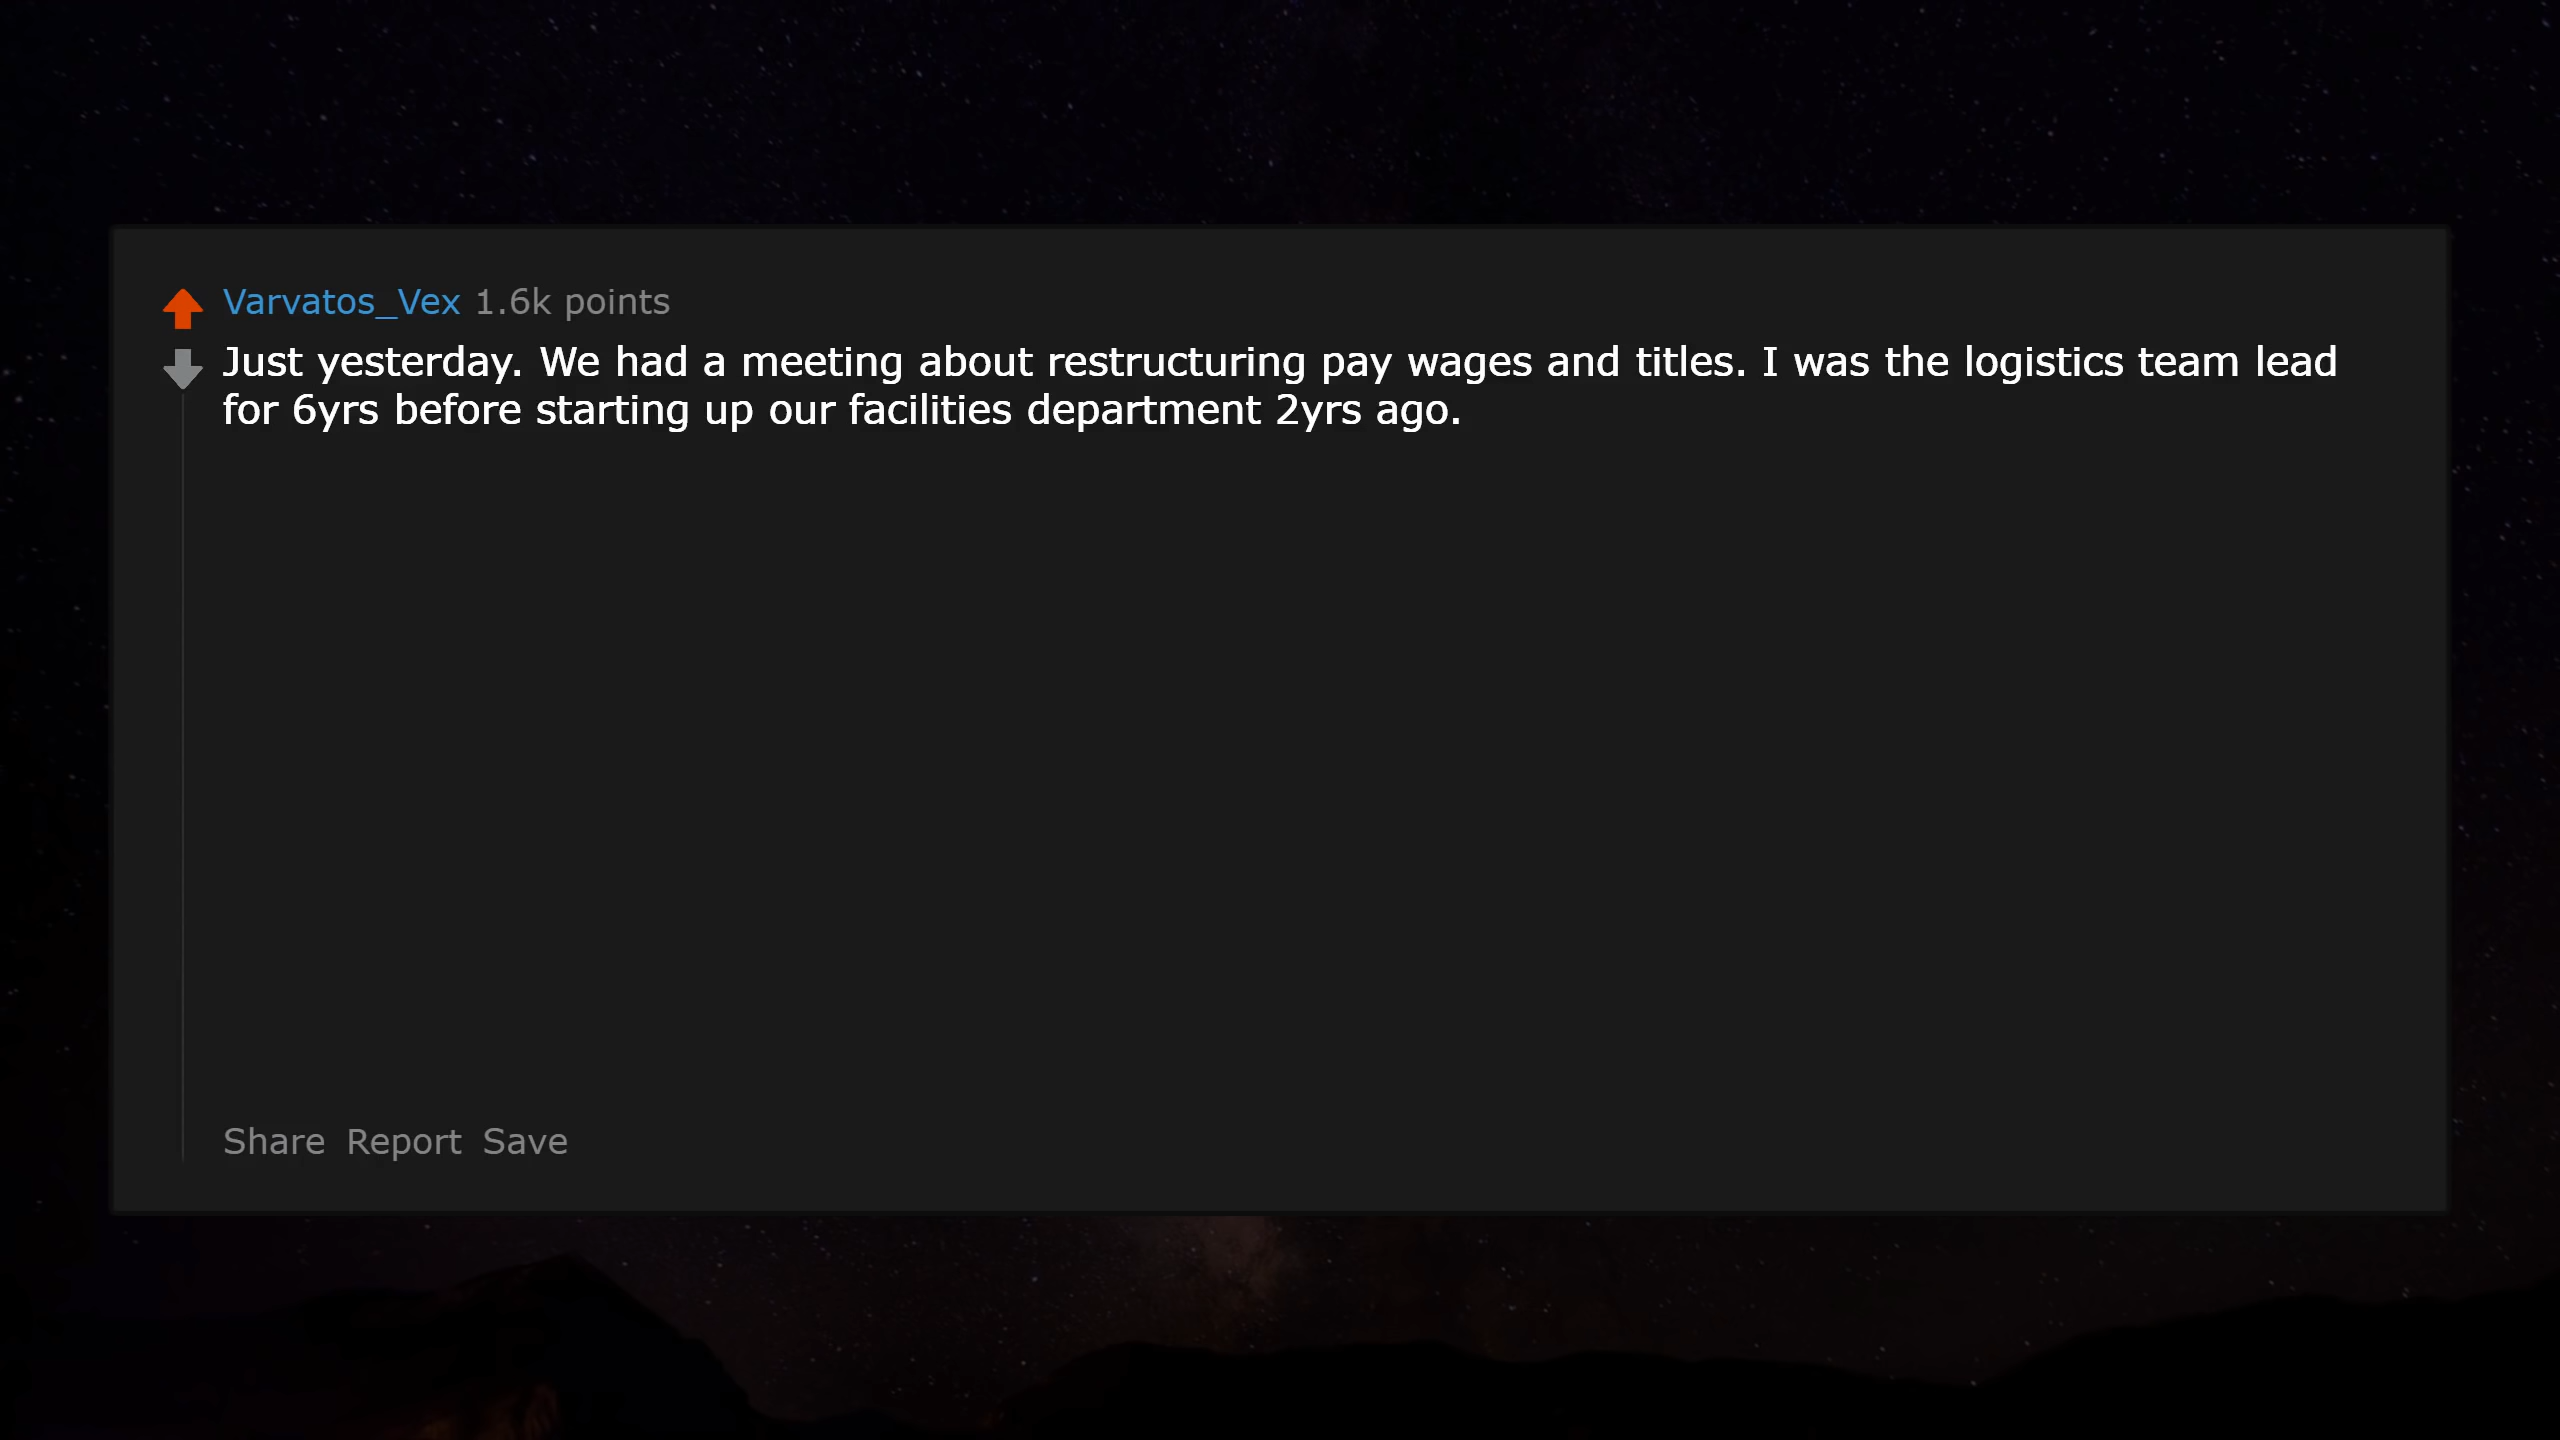 Varvatos_Vex 1.6k points
Just yesterday. We had a meeting about restructuring pay wages and titles. I was the logistics team lead
for 6yrs before starting up our facilities department 2yrs ago.
Share Report Save